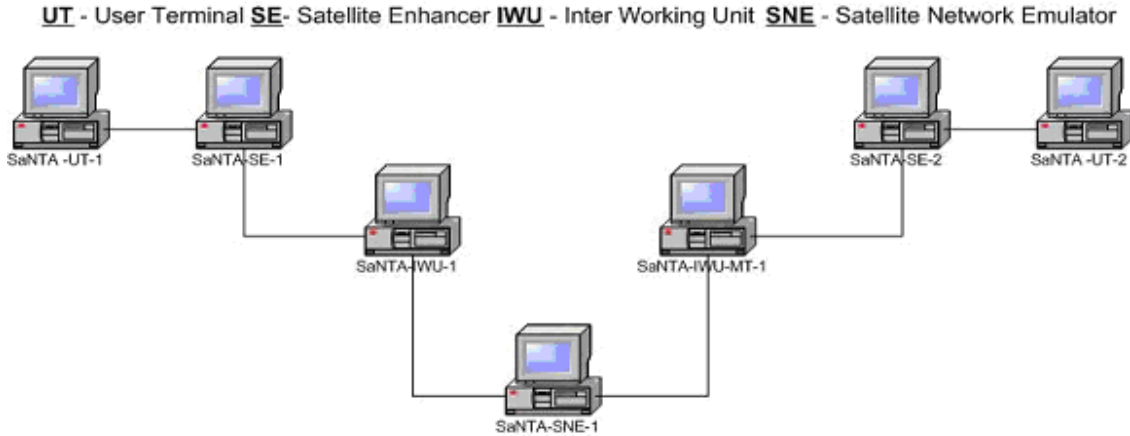 UT - User Terminal SE- Satellite Enhancer IWU - Inter Working Unit SNE - Satellite Network Emulator
SaNTA -UT-1
SaNTA-SE-1
SaNTA-SE-2
SaNTA -UT-2
SaNTA-IWU-1
SaNTA-IWU-MT-1
SaNTA-SNE-1